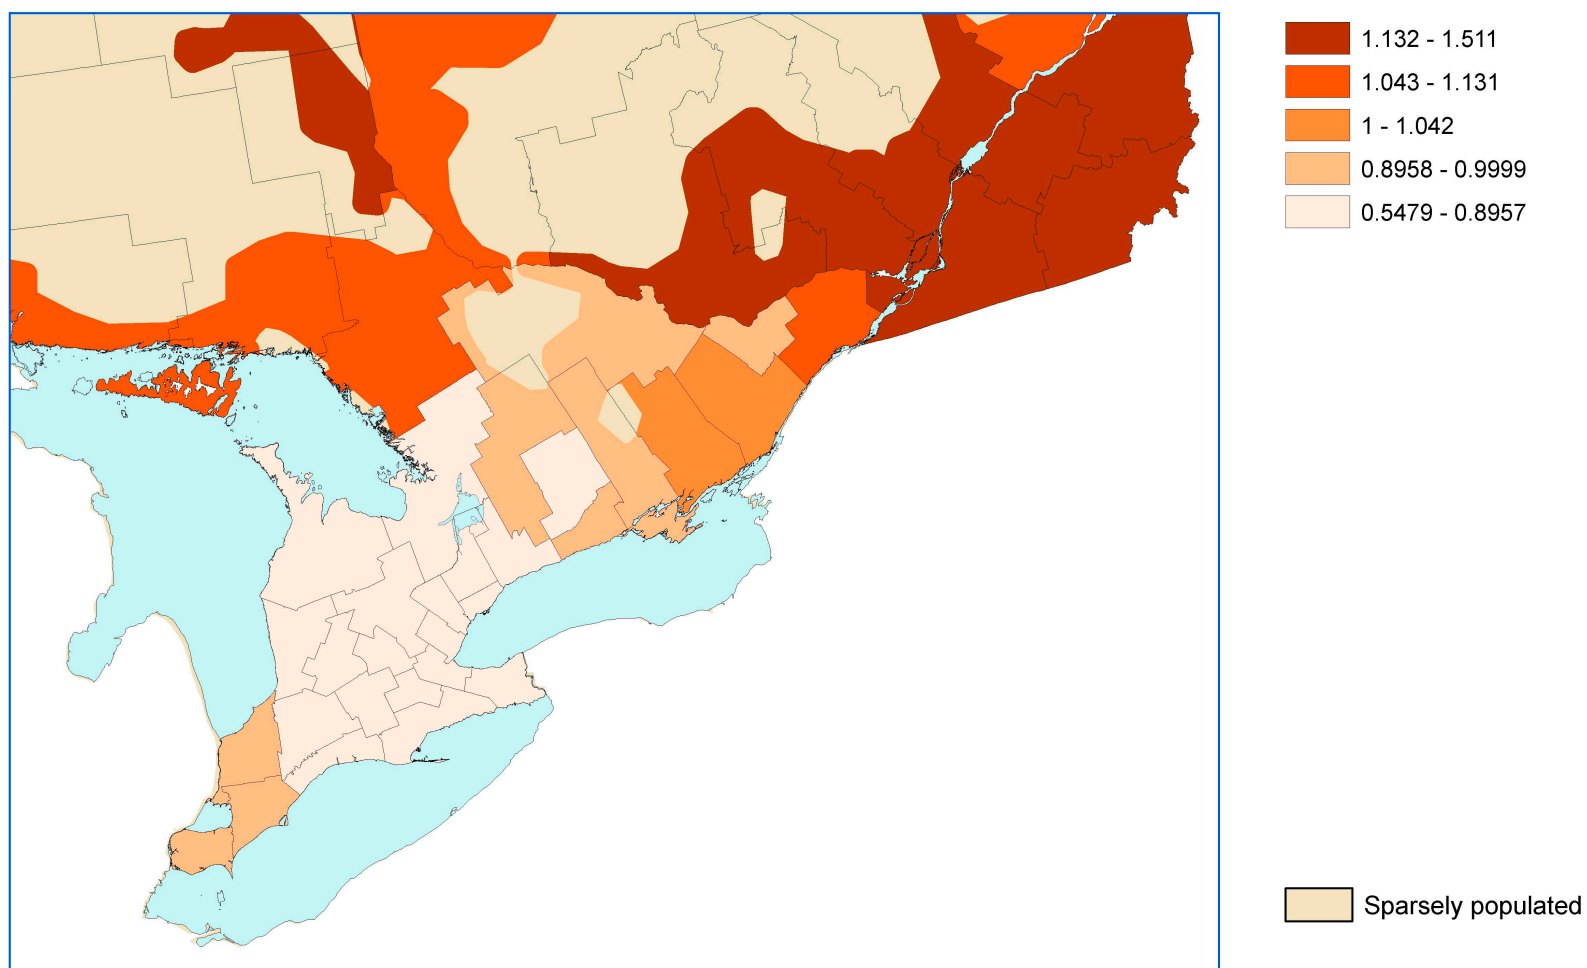 1.132 - 1.511
1.043 - 1.131
1 - 1.042
0.8958 - 0.9999
0.5479 - 0.8957
Sparsely populated